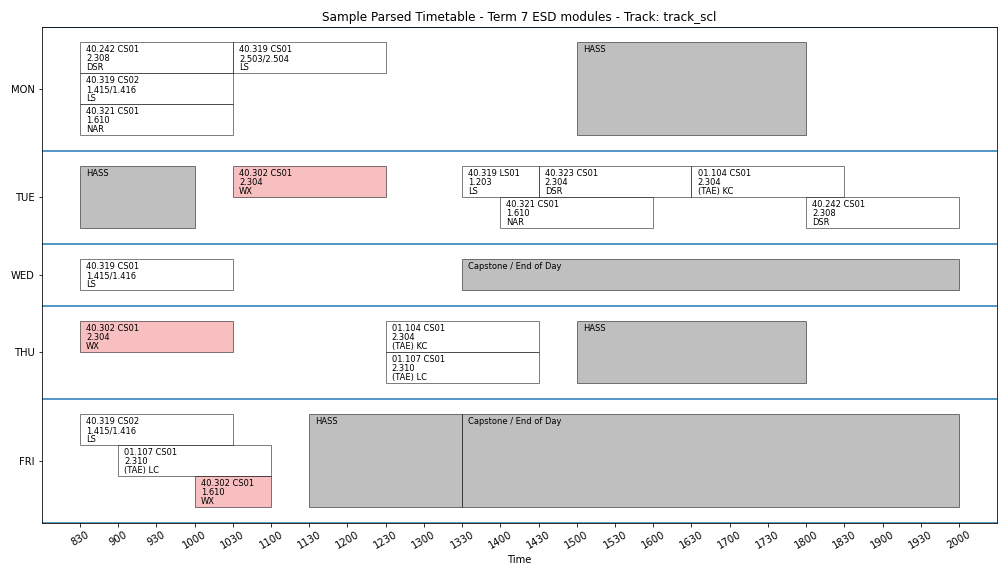 Sample Parsed Timetable - Term 7 ESD modules - Track: track_scl
MON
40.242 CS01
2.308
DSR
40.319 CS01
2.503/2.504
LS
HASS
40.319 CS02
1.415/1.416
LS
40.321 CS01
1.610
NAR
TUE
HASS
40.302 CS01
2.304
WX
40.319 LS01
1.203
LS
40.323 CS01
2.304
DSR
01.104 CS01
2.304
(TAE) KC
40.321 CS01
1.610
NAR
40.242 CS01
2.308
DSR
WED
40.319 CS01
1.415/1.416
LS
Capstone / End of Day
THU
40.302 CS01
2.304
WX
01.104 CS01
2.304
(TAE) KC
HASS
01.107 CS01
2.310
(TAE) LC
FRI
40.319 CS02
1.415/1.416
LS
HASS
Capstone / End of Day
01.107 CS01
2.310
(TAE) LC
40.302 CS01
1.610
WX
830 900 930 1000 1030 1100 1130 1200 1230 1330 1400 1430 1500 1530 1600 1630 1700 1730 1800 1830 1900 1930 2000
Time